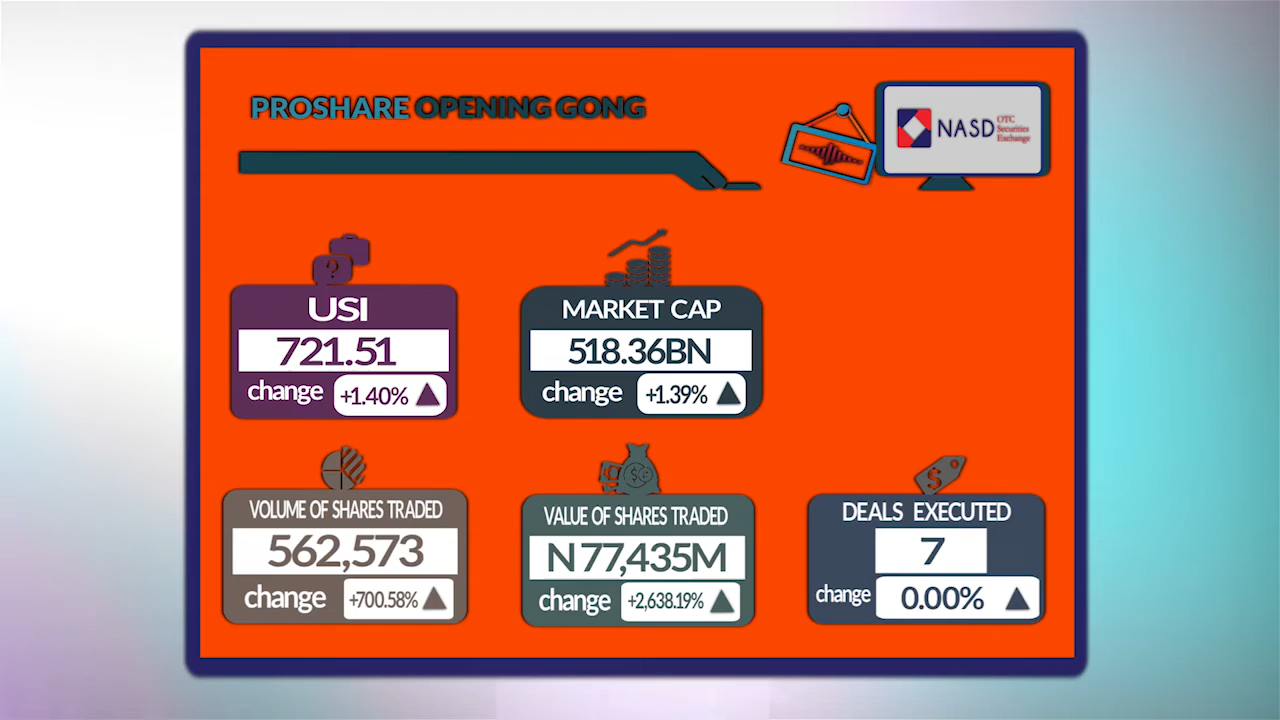 PROSHARE OPENING GONG
NASD OTC
Securities
Exchange
USI
721.51
change +1.40%
MARKET CAP
518.36BN
change +1.39%
VOLUME OF SHARES TRADED
562,573
change +700.58%
VALUE OF SHARES TRADED
N 77,435M
change +2,638.19%
DEALS EXECUTED
7
change 0.00%